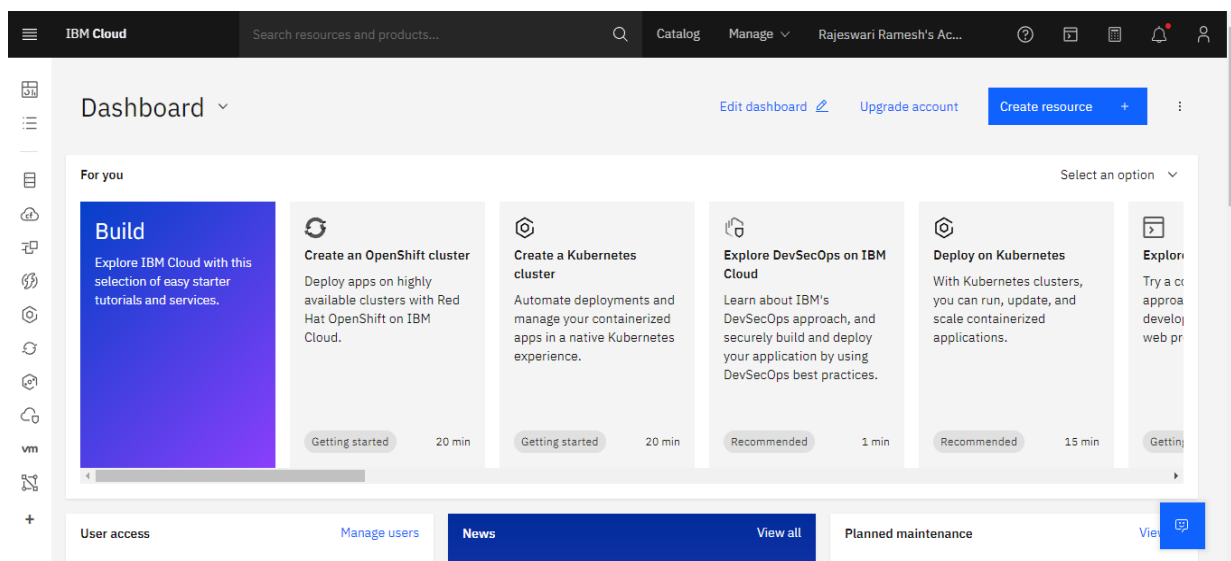 IBM Cloud
Search resources and products...
Catalog
Manage
Rajeswari Ramesh's Ac...
Dashboard
Edit dashboard
Upgrade account
Create resource +
For you
Select an option
Build
Explore IBM Cloud with this
selection of easy starter
tutorials and services.
Create an OpenShift cluster
Deploy apps on highly
available clusters with Red
Hat OpenShift on IBM
Cloud.
Getting started
20 min
Create a Kubernetes
cluster
Automate deployments and
manage your containerized
apps in a native Kubernetes
experience.
Getting started
20 min
Explore DevSecOps on IBM
Cloud
Learn about IBM's
DevSecOps approach, and
securely build and deploy
your application by using
DevSecOps best practices.
Recommended
1 min
Deploy on Kubernetes
With Kubernetes clusters,
you can run, update, and
scale containerized
applications.
Recommended
15 min
Try a
vm
User access
Manage users
News
View all
Planned maintenance